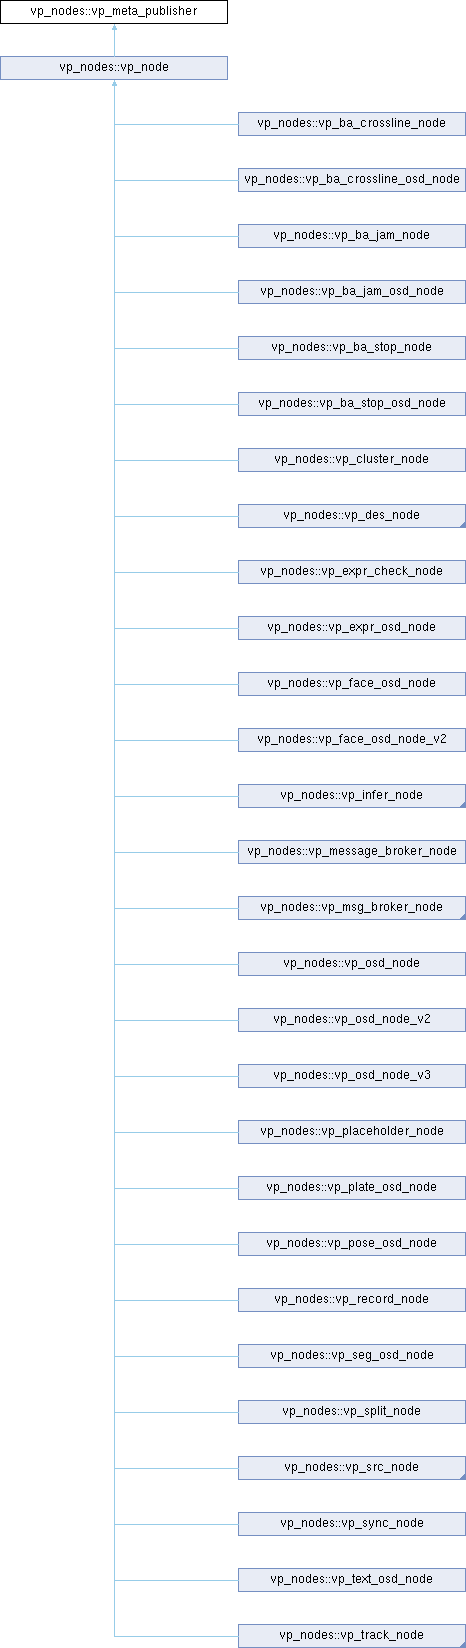 vp_nodes::vp_meta_publisher
vp_nodes::vp_node
vp_nodes::vp_ba_crossline_node
vp_nodes::vp_ba_crossline_osd_node
vp_nodes::vp_ba_jam_node
vp_nodes::vp_ba_jam_osd_node
vp_nodes::vp_ba_stop_node
vp_nodes::vp_ba_stop_osd_node
vp_nodes::vp_cluster_node
vp_nodes::vp_des_node
vp_nodes::vp_expr_check_node
vp_nodes::vp_expr_osd_node
vp_nodes::vp_face_osd_node
vp_nodes::vp_face_osd_node_v2
vp_nodes::vp_infer_node
vp_nodes::vp_message_broker_node
vp_nodes::vp_msg_broker_node
vp_nodes::vp_osd_node
vp_nodes::vp_osd_node_v2
vp_nodes::vp_osd_node_v3
vp_nodes::vp_placeholder_node
vp_nodes::vp_plate_osd_node
vp_nodes::vp_pose_osd_node
vp_nodes::vp_record_node
vp_nodes::vp_seg_osd_node
vp_nodes::vp_split_node
vp_nodes::vp_src_node
vp_nodes::vp_sync_node
vp_nodes::vp_text_osd_node
vp_nodes::vp_track_node